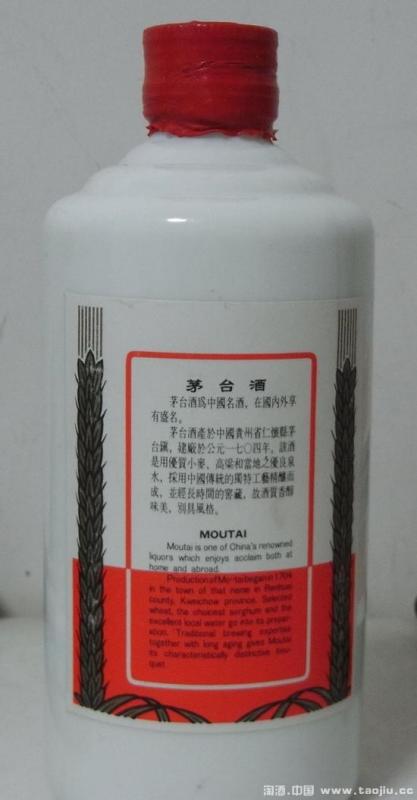 茅台酒
茅台酒爲中國名酒，在國內外享
有盛名。
茅台酒產於中國貴州省仁懷縣茅
台鎮，建廠於公元一七〇四年。該酒
是用優質小麥、高梁和當地之優良泉
水，採用中國傳統的獨特工藝精釀而
成，並經長時間的窖藏，故酒質香醇
味美，別具風格。
MOUTAI
Moutai is one of China's renowned
liquors which enjoys acclaim both at
home and abroad.
Production of Moutai began in 1704
in the town of that name in Renhuai
county, Kweichow province. Selected
wheat, the choicest sorghum and the
excellent local water go into its prepar-
ation. Traditional brewing expertise
together with long aging gives Moutai
its characteristically distinctive bou-
quet.
淘酒.中国 www.taojiu.cc